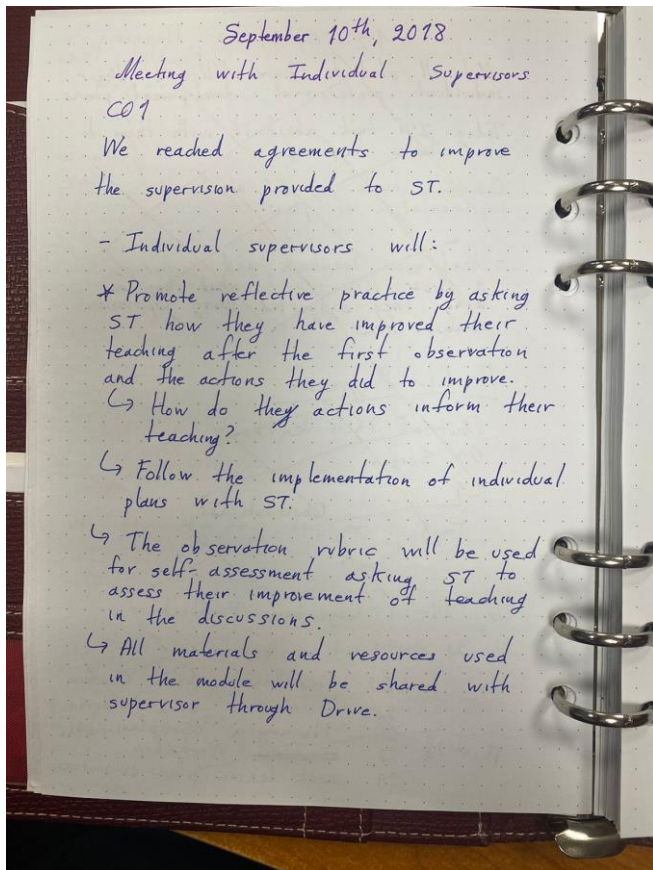 September 10th, 2018
Meeting with Individual Supervisors
CO1
We reached agreements to improve
the supervision provided to ST.
- Individual supervisors will:
* Promote reflective practice by asking
ST how they have improved their
teaching after the first observation
and the actions they did to improve.
↳ How do they actions inform their
teaching?
↳ Follow the implementation of individual
plans with ST.
↳ The observation rubric will be used
for self-assessment asking ST to
assess their improvement of teaching
in the discussions.
↳ All materials and resources used
in the module will be shared with
supervisor through Drive.